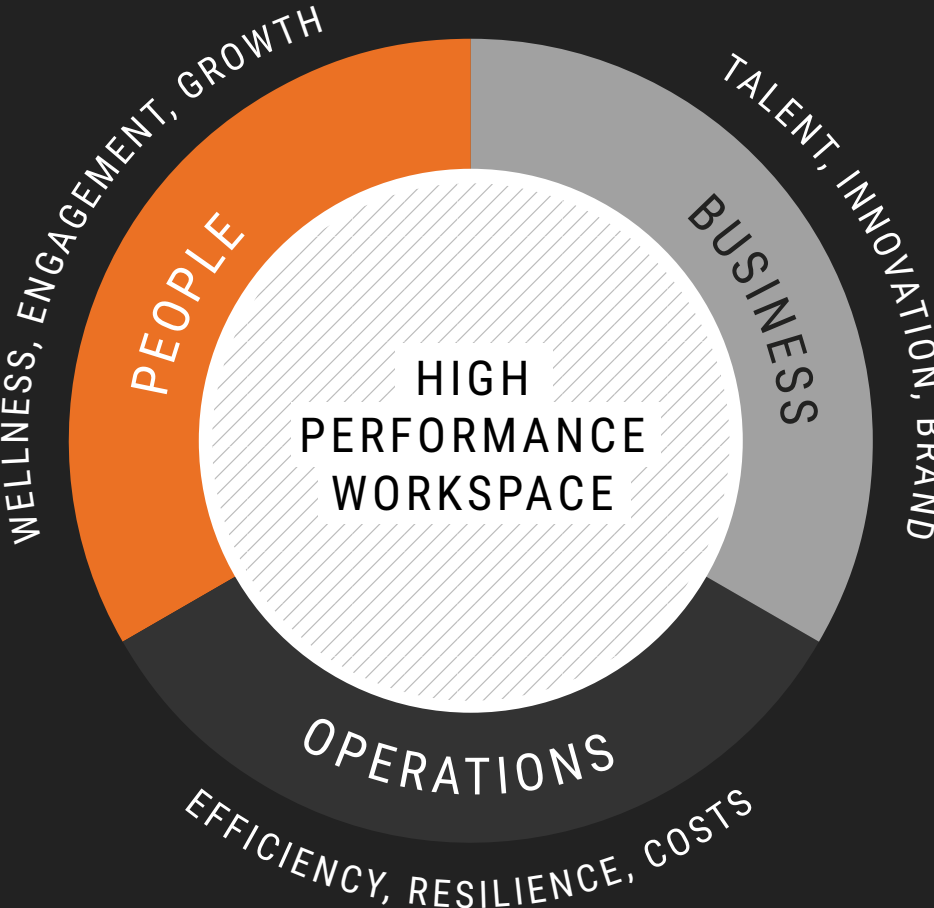 WELLNESS, ENGAGEMENT, GROWTH
TALENT, INNOVATION, BRAND
PEOPLE
BUSINESS
HIGH
PERFORMANCE
WORKSPACE
OPERATIONS
EFFICIENCY, RESILIENCE, COSTS